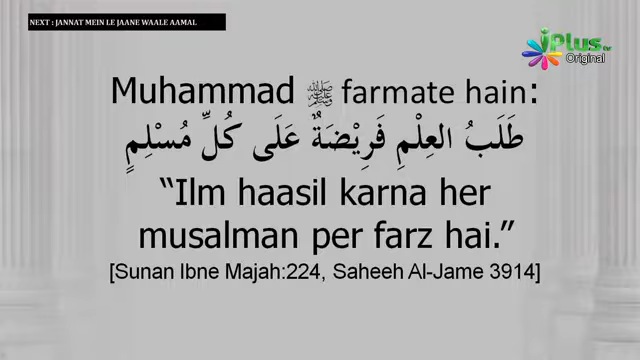 NEXT : JANNAT MEIN LE JAANE WAALE AAMAL
iPlus tv
Original
Muhammad ﷺ farmate hain:
طَلَبُ العِلْمِ فَرِيْضَةٌ عَلَى كُلِّ مُسْلِمٍ
“Ilm haasil karna her
musalman per farz hai.”
[Sunan Ibne Majah:224, Saheeh Al-Jame 3914]